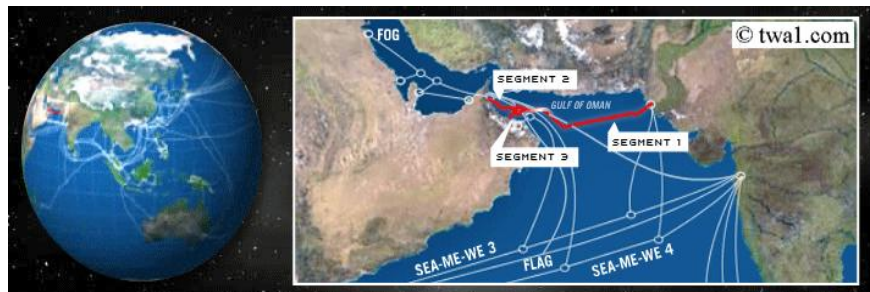 © twa1.com
FOG
SEGMENT 2
GULF OF OMAN
SEGMENT 1
SEGMENT 3
SEA-ME-WE 3
FLAG
SEA-ME-WE 4